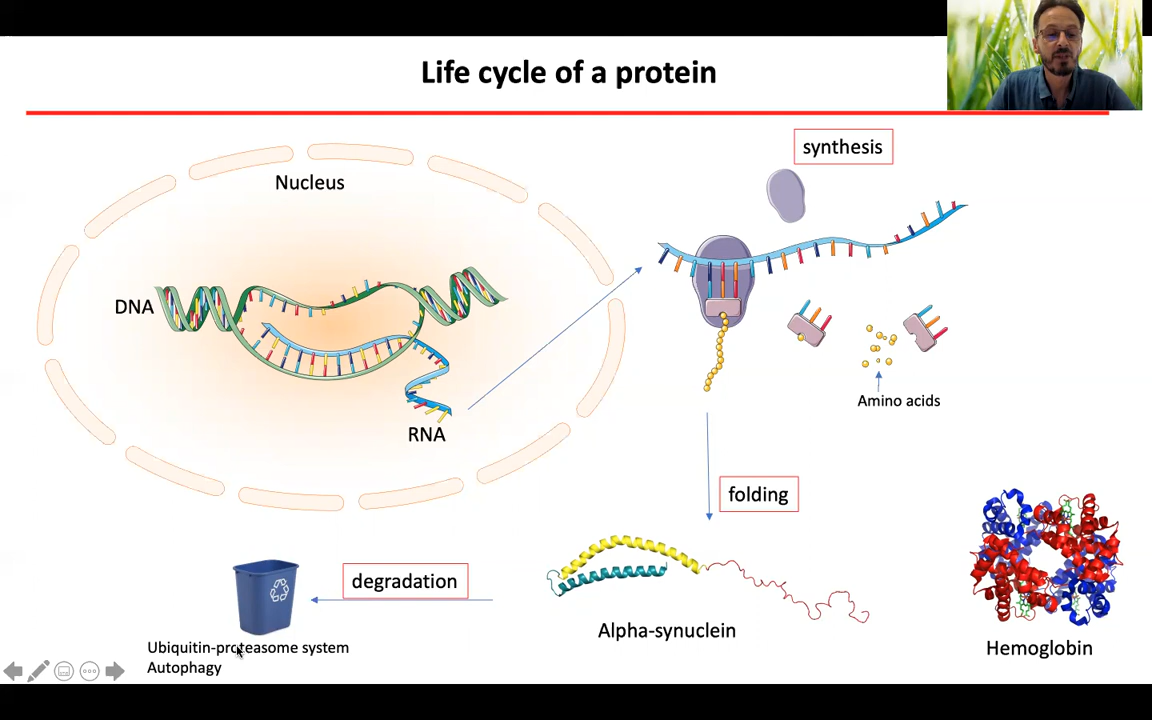 Life cycle of a protein
synthesis
Nucleus
DNA
RNA
Amino acids
folding
degradation
Alpha-synuclein
Hemoglobin
Ubiquitin-proteasome system
Autophagy